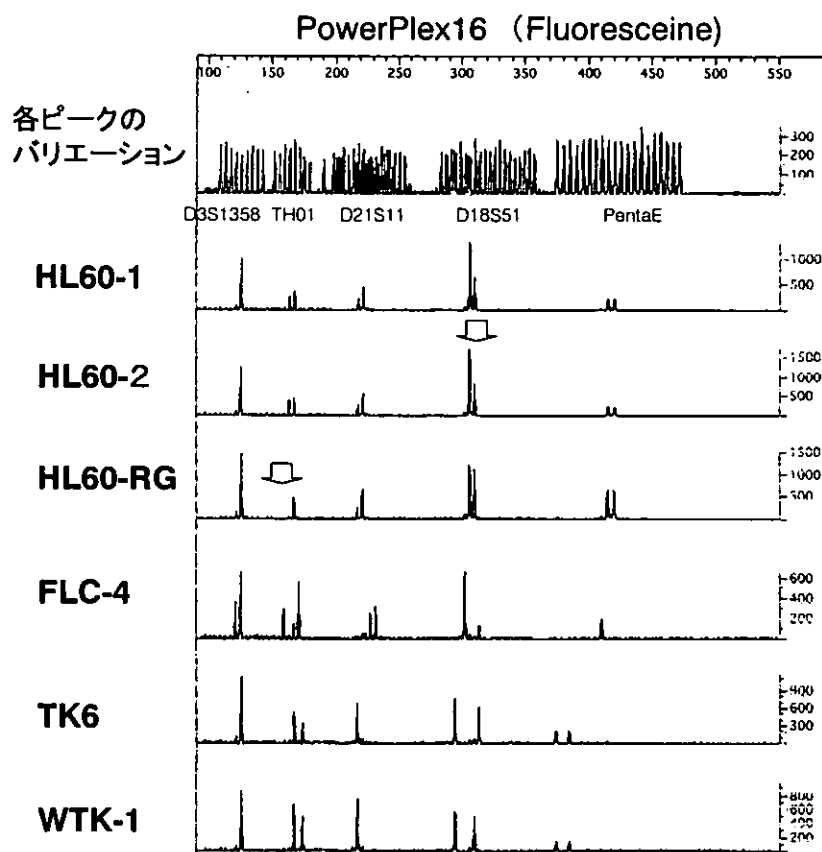 PowerPlex16 （Fluoresceine)
100 150 200 250 300 350 400 450 500 550
各ピークの
バリエーション
300
200
100
D3S1358 TH01 D21S11 D18S51 PentaE
HL60-1
1000
500
HL60-2
1500
1000
500
HL60-RG
1500
1000
500
FLC-4
600
400
200
TK6
900
600
300
WTK-1
800
600
400
200